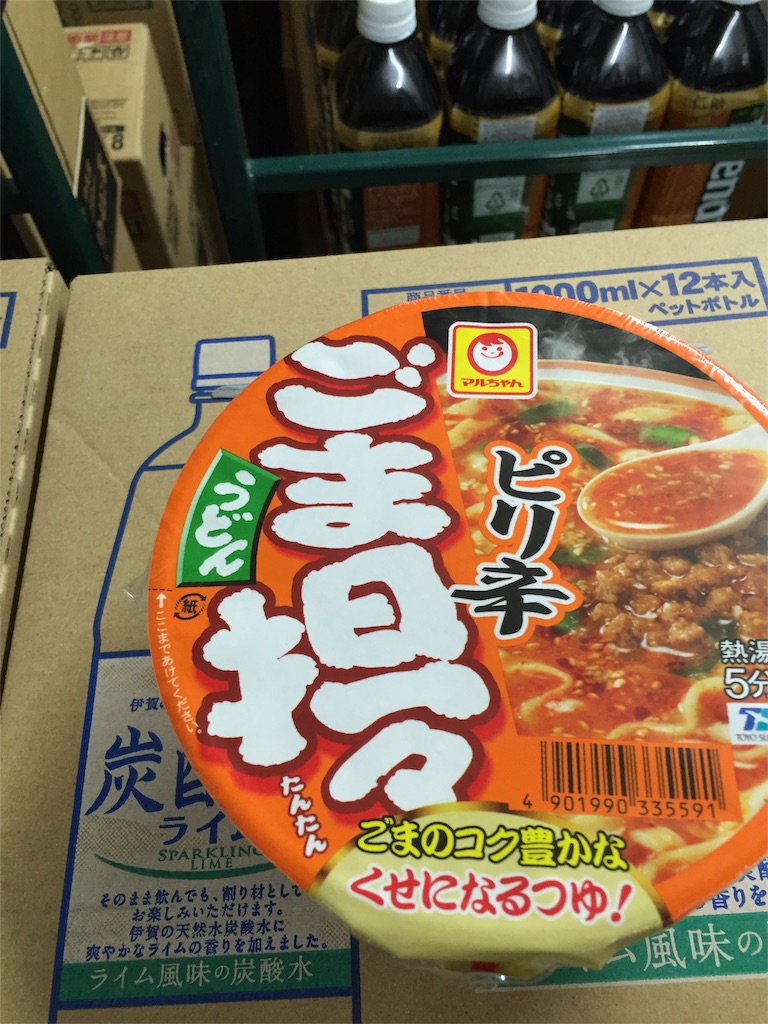 1000ml×12本入
ペットボトル
マルちゃん
ごま担々
たんたん
うどん
ピリ辛
紙
↑ここまであけてください。
熱湯
5分
4 901990 335591
ごまのコク豊かな
くせになるつゆ!
伊賀の
炭
ライム
SPARKLING
LIME
そのまま飲んでも、割り材として
お楽しみいただけます。
伊賀の天然水炭酸水に
爽やかなライムの香りを加えました。
ライム風味の炭酸水
ム風味の